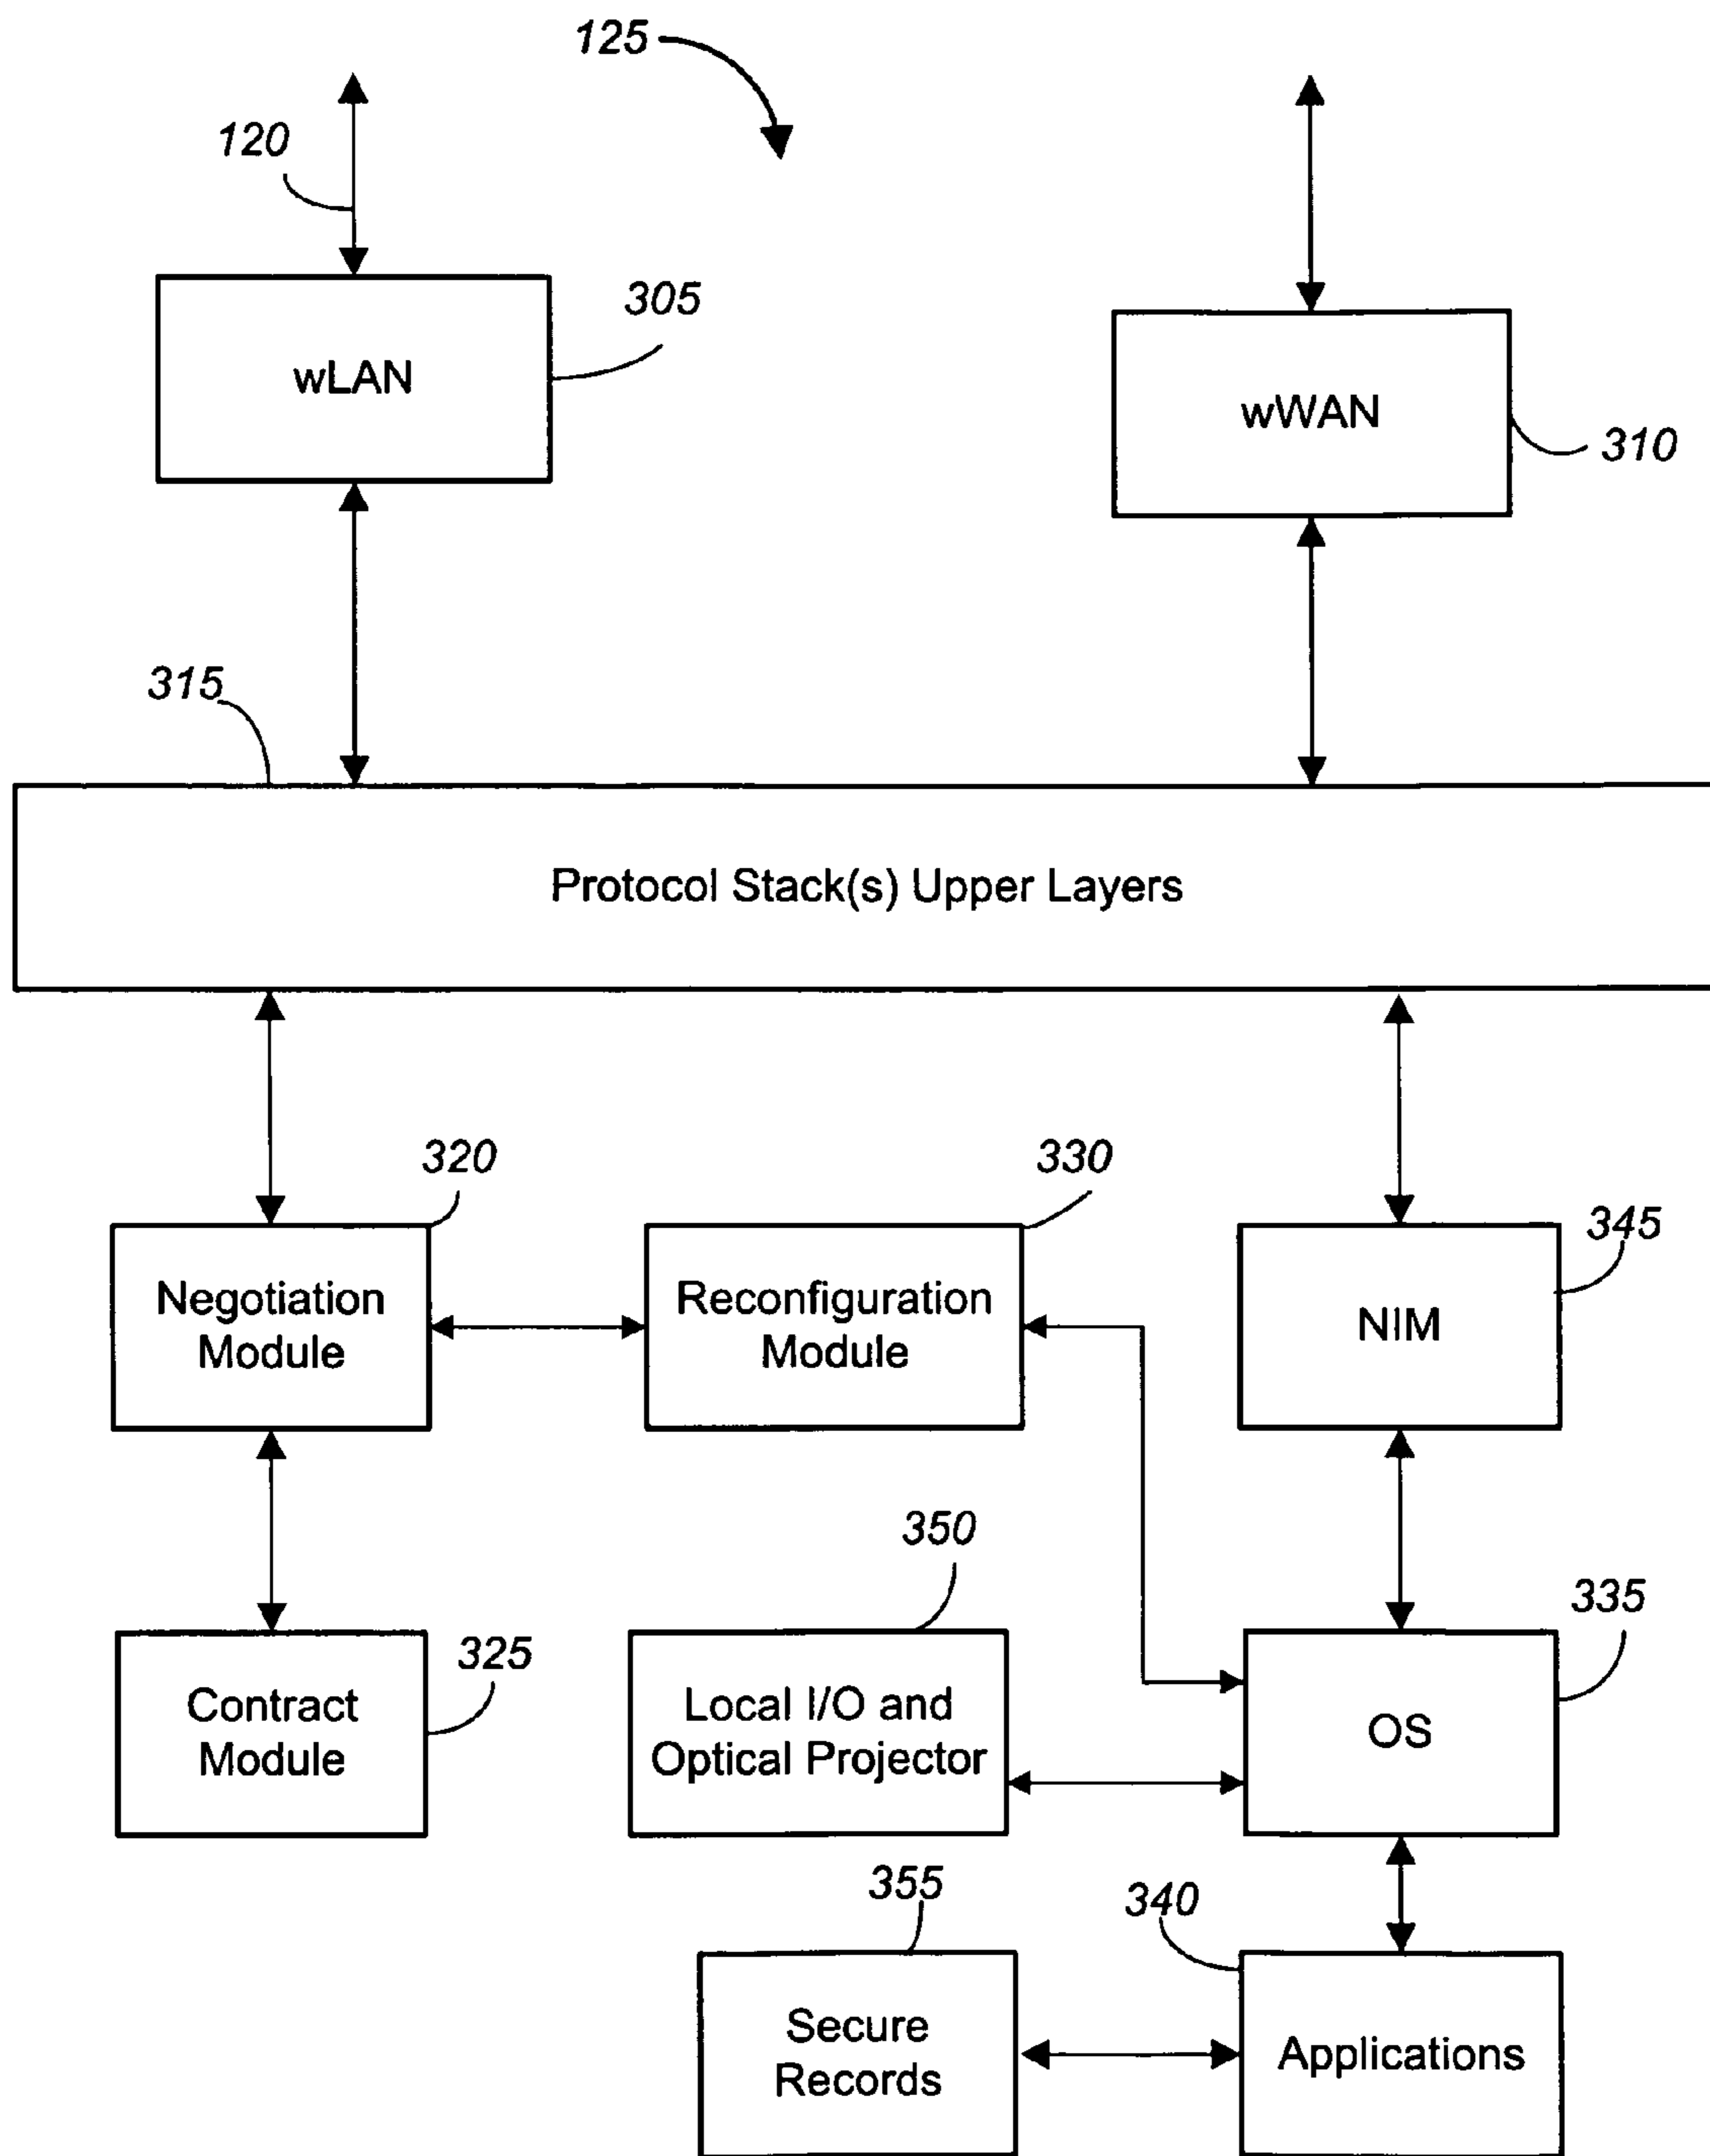 125
120
305
wLAN
wWAN
310
315
Protocol Stack(s) Upper Layers
320
330
345
Negotiation
Module
Reconfiguration
Module
NIM
350
335
325
Contract
Module
Local I/O and
Optical Projector
OS
355
340
Secure
Records
Applications